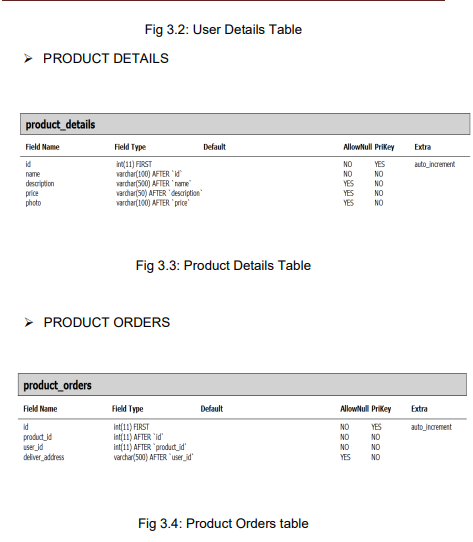 Fig 3.2: User Details Table
➢ PRODUCT DETAILS
product_details
Field Name Field Type Default AllowNull PriKey Extra
id int(11) FIRST NO YES auto_increment
name varchar(100) AFTER `id` NO NO
description varchar(500) AFTER `name` YES NO
price varchar(50) AFTER `description` YES NO
photo varchar(100) AFTER `price` YES NO
Fig 3.3: Product Details Table
➢ PRODUCT ORDERS
product_orders
Field Name Field Type Default AllowNull PriKey Extra
id int(11) FIRST NO YES auto_increment
product_id int(11) AFTER `id` NO NO
user_id int(11) AFTER `product_id` NO NO
deliver_address varchar(500) AFTER `user_id` YES NO
Fig 3.4: Product Orders table